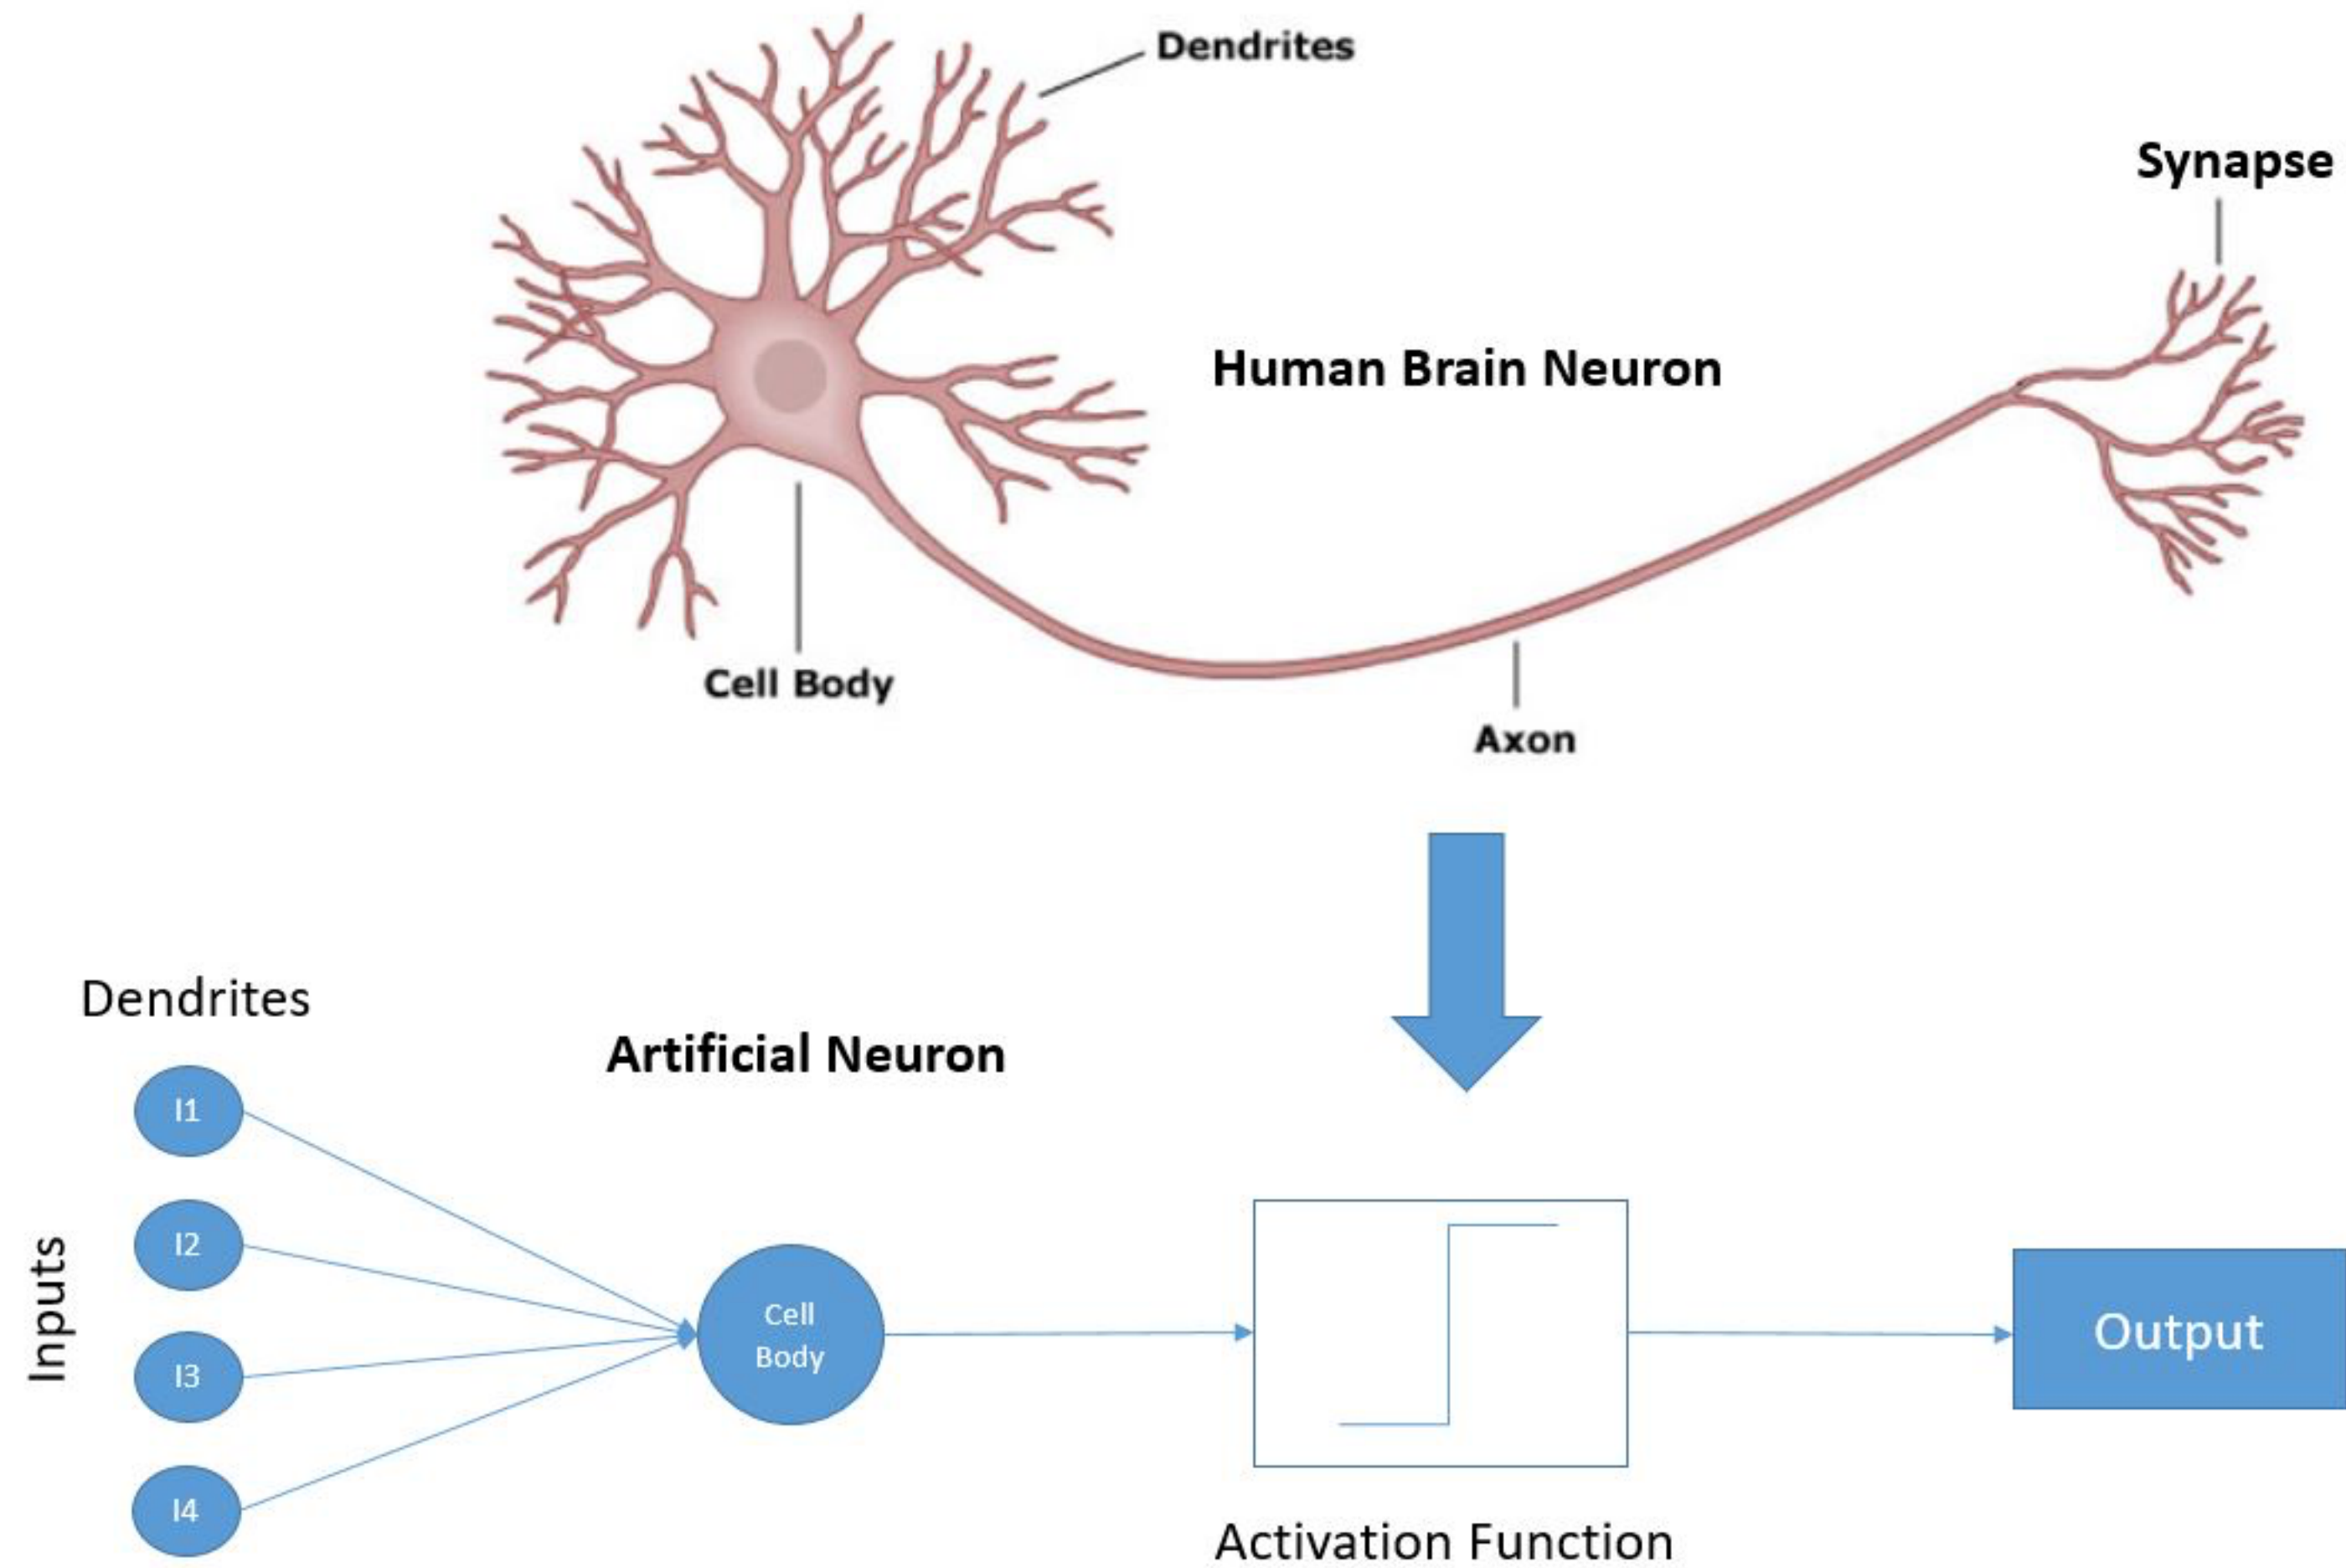 Dendrites
Synapse
Human Brain Neuron
Cell Body
Axon
Dendrites
Artificial Neuron
Inputs
I1
I2
I3
I4
Cell
Body
Output
Activation Function